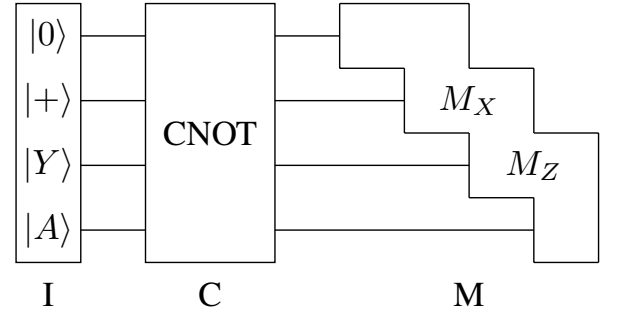 |0⟩
|+⟩ M_X
CNOT
|Y⟩ M_Z
|A⟩
I C M